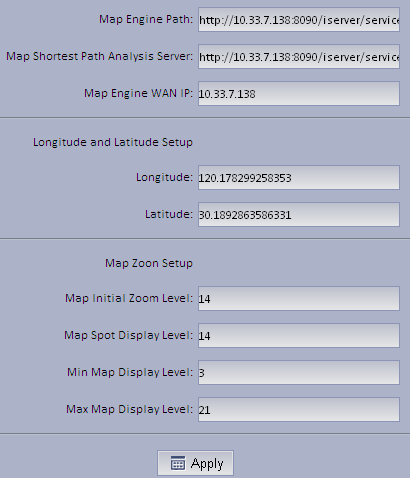 Map Engine Path: http://10.33.7.138:8090/iserver/service
Map Shortest Path Analysis Server: http://10.33.7.138:8090/iserver/service
Map Engine WAN IP: 10.33.7.138
Longitude and Latitude Setup
Longitude: 120.178299258353
Latitude: 30.1892863586331
Map Zoon Setup
Map Initial Zoom Level: 14
Map Spot Display Level: 14
Min Map Display Level: 3
Max Map Display Level: 21
Apply